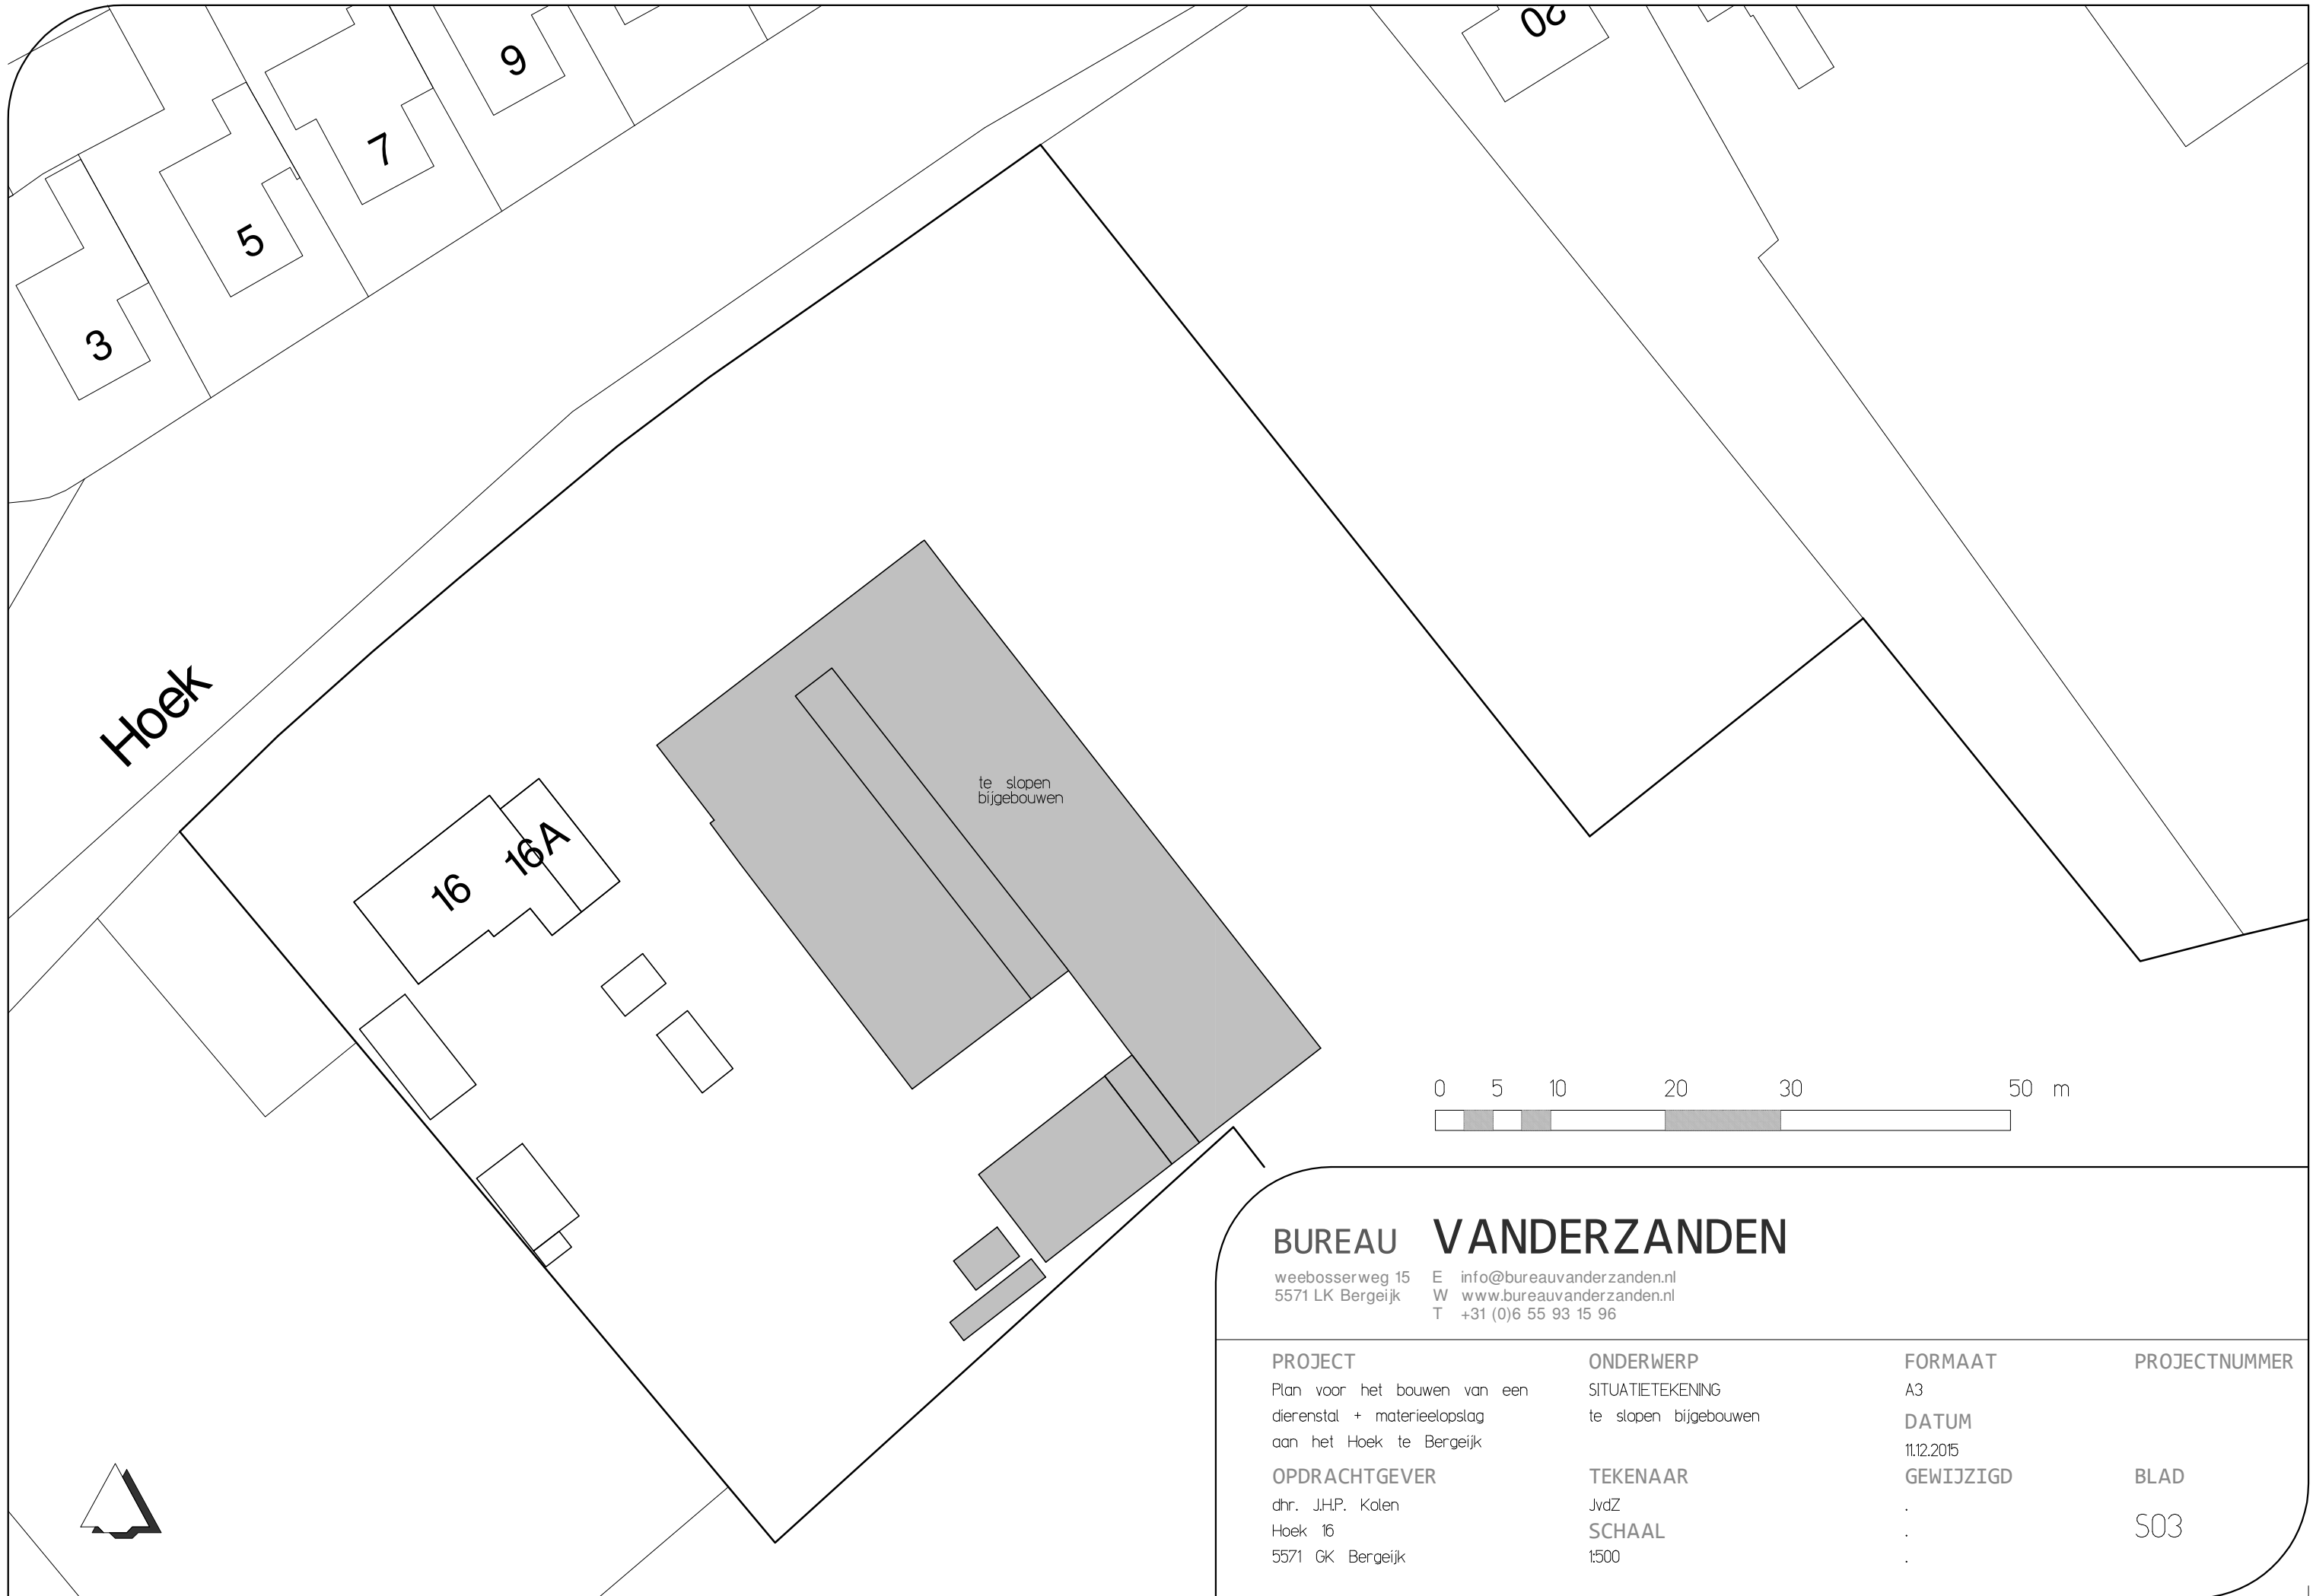 20
9
7
5
3
Hoek
te slopen
bijgebouwen
16A
16
0 5 10 20 30 50 m
BUREAU VANDERZANDEN
weebosserweg 15
5571 LK Bergeijk
E info@bureauvanderzanden.nl
W www.bureauvanderzanden.nl
T +31 (0)6 55 93 15 96
PROJECT
Plan voor het bouwen van een
dierenstal + materieelopslag
aan het Hoek te Bergeijk
OPDRACHTGEVER
dhr. J.H.P. Kolen
Hoek 16
5571 GK Bergeijk
ONDERWERP
SITUATIETEKENING
te slopen bijgebouwen
TEKENAAR
JvdZ
SCHAAL
1:500
FORMAAT
A3
DATUM
11.12.2015
GEWIJZIGD
.
.
.
PROJECTNUMMER
BLAD
S03